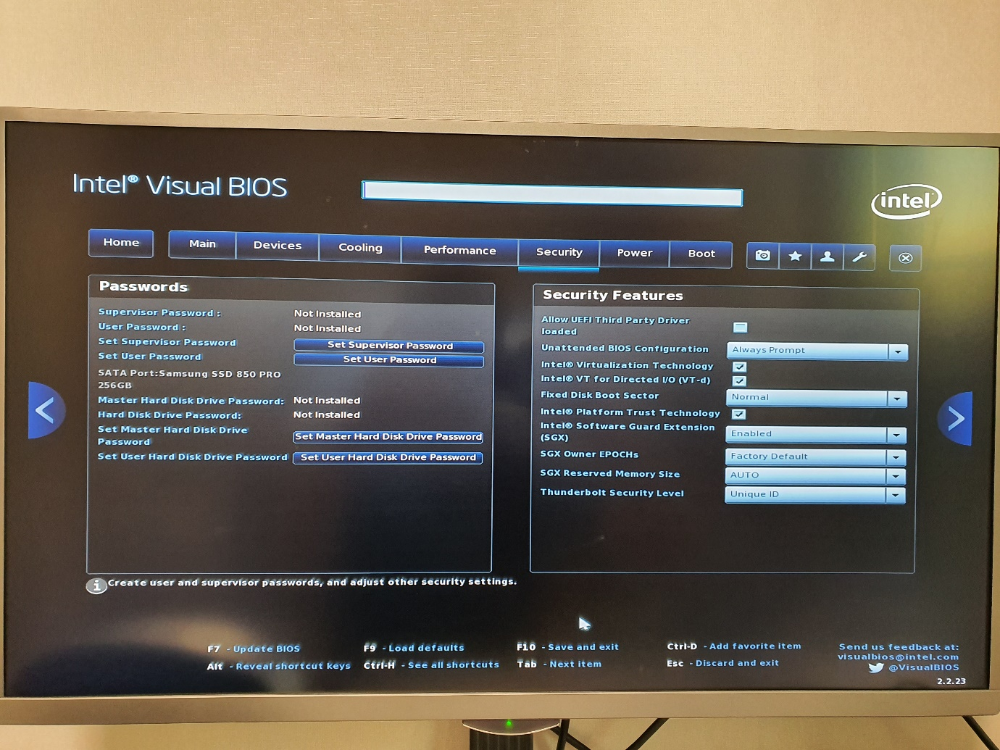 Intel® Visual BIOS
intel
Home Main Devices Cooling Performance Security Power Boot
Passwords
Supervisor Password : Not Installed
User Password : Not Installed
Set Supervisor Password Set Supervisor Password
Set User Password Set User Password
SATA Port:Samsung SSD 850 PRO
256GB
Master Hard Disk Drive Password: Not Installed
Hard Disk Drive Password: Not Installed
Set Master Hard Disk Drive
Password Set Master Hard Disk Drive Password
Set User Hard Disk Drive Password Set User Hard Disk Drive Password
Security Features
Allow UEFI Third Party Driver
loaded
Unattended BIOS Configuration Always Prompt
Intel® Virtualization Technology
Intel® VT for Directed I/O (VT-d)
Fixed Disk Boot Sector Normal
Intel® Platform Trust Technology
Intel® Software Guard Extension
(SGX) Enabled
SGX Owner EPOCHs Factory Default
SGX Reserved Memory Size AUTO
Thunderbolt Security Level Unique ID
Create user and supervisor passwords, and adjust other security settings.
F7 - Update BIOS F9 - Load defaults F10 - Save and exit Ctrl-D - Add favorite item
Alt - Reveal shortcut keys Ctrl-H - See all shortcuts Tab - Next item Esc - Discard and exit
Send us feedback at:
visualbios@intel.com
@VisualBIOS
2.2.23